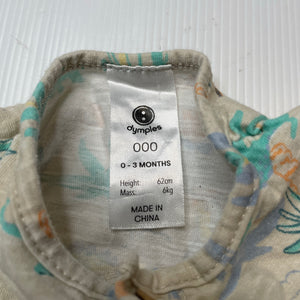 dymples
000
0 - 3 MONTHS
Height: 62cm
Mass: 6kg
MADE IN
CHINA